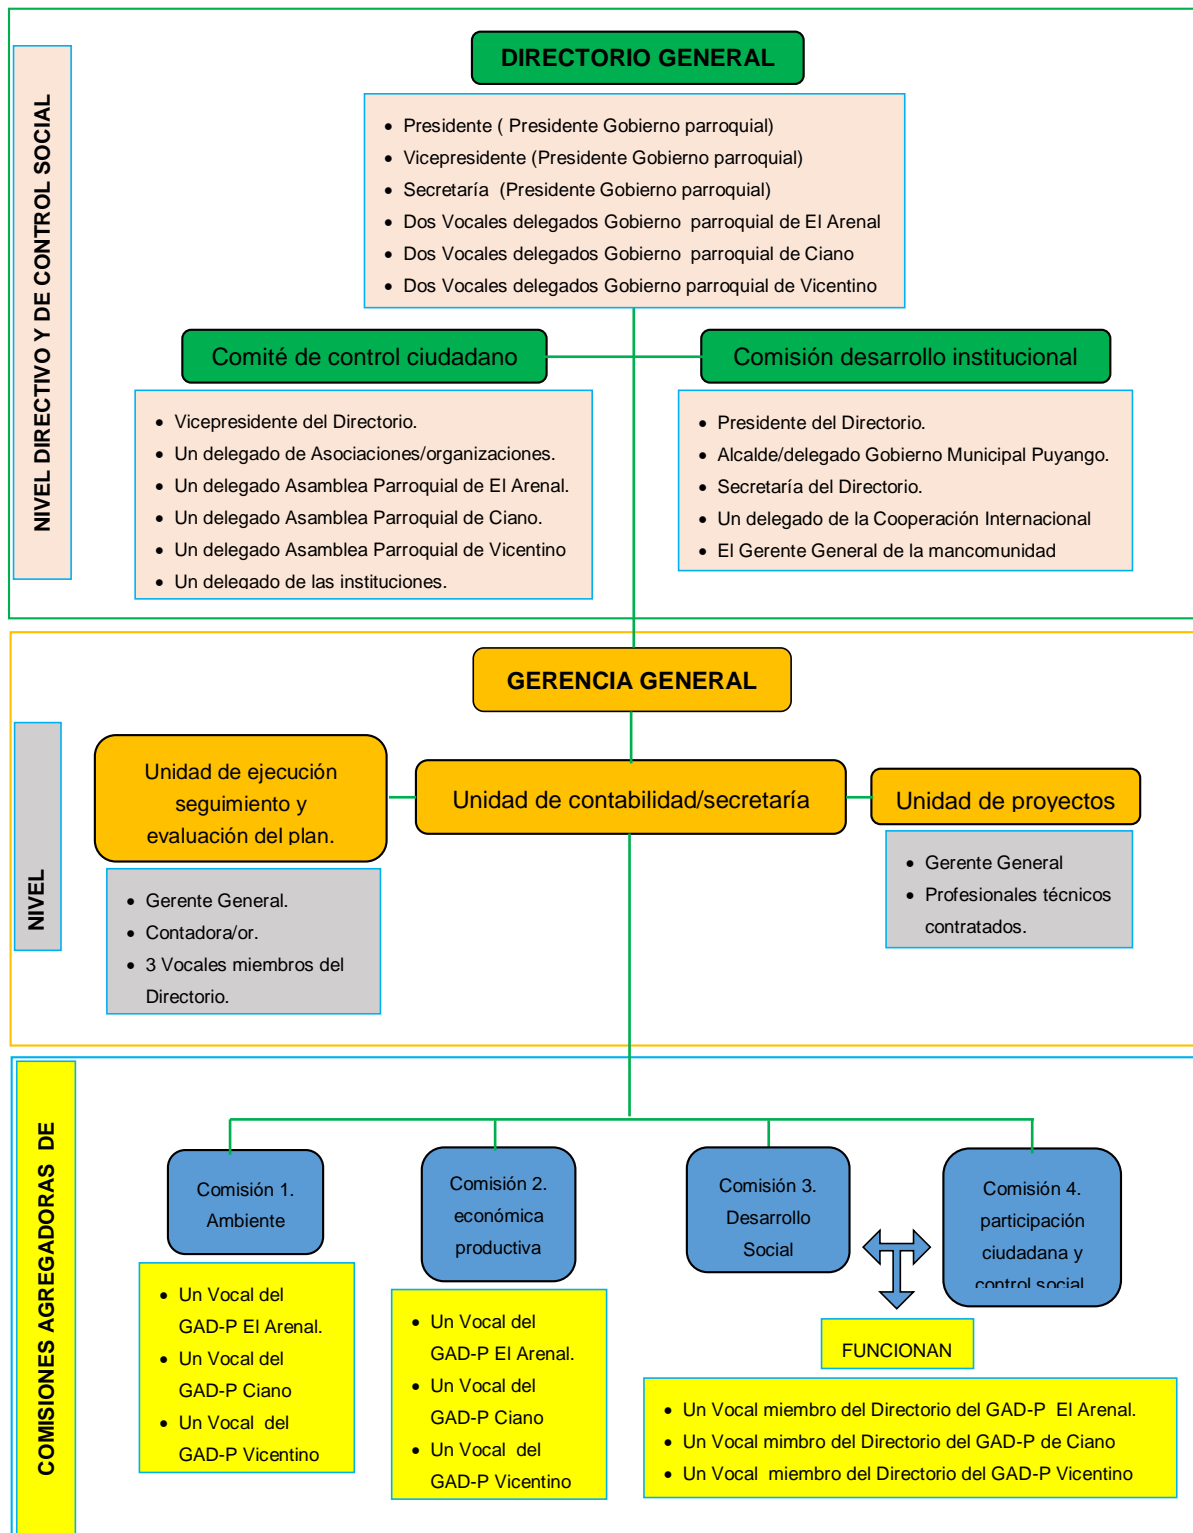 NIVEL DIRECTIVO Y DE CONTROL SOCIAL
DIRECTORIO GENERAL
• Presidente ( Presidente Gobierno parroquial)
• Vicepresidente (Presidente Gobierno parroquial)
• Secretaría (Presidente Gobierno parroquial)
• Dos Vocales delegados Gobierno parroquial de El Arenal
• Dos Vocales delegados Gobierno parroquial de Ciano
• Dos Vocales delegados Gobierno parroquial de Vicentino
Comité de control ciudadano
• Vicepresidente del Directorio.
• Un delegado de Asociaciones/organizaciones.
• Un delegado Asamblea Parroquial de El Arenal.
• Un delegado Asamblea Parroquial de Ciano.
• Un delegado Asamblea Parroquial de Vicentino
• Un delegado de las instituciones.
Comisión desarrollo institucional
• Presidente del Directorio.
• Alcalde/delegado Gobierno Municipal Puyango.
• Secretaría del Directorio.
• Un delegado de la Cooperación Internacional
• El Gerente General de la mancomunidad
NIVEL
GERENCIA GENERAL
Unidad de ejecución
seguimiento y
evaluación del plan.
• Gerente General.
• Contadora/or.
• 3 Vocales miembros del
Directorio.
Unidad de contabilidad/secretaría
Unidad de proyectos
• Gerente General
• Profesionales técnicos
contratados.
COMISIONES AGREGADORAS DE
Comisión 1.
Ambiente
• Un Vocal del
GAD-P El Arenal.
• Un Vocal del
GAD-P Ciano
• Un Vocal del
GAD-P Vicentino
Comisión 2.
económica
productiva
• Un Vocal del
GAD-P El Arenal.
• Un Vocal del
GAD-P Ciano
• Un Vocal del
GAD-P Vicentino
Comisión 3.
Desarrollo
Social
Comisión 4.
participación
ciudadana y
control social
FUNCIONAN
• Un Vocal miembro del Directorio del GAD-P El Arenal.
• Un Vocal mimbro del Directorio del GAD-P de Ciano
• Un Vocal miembro del Directorio del GAD-P Vicentino